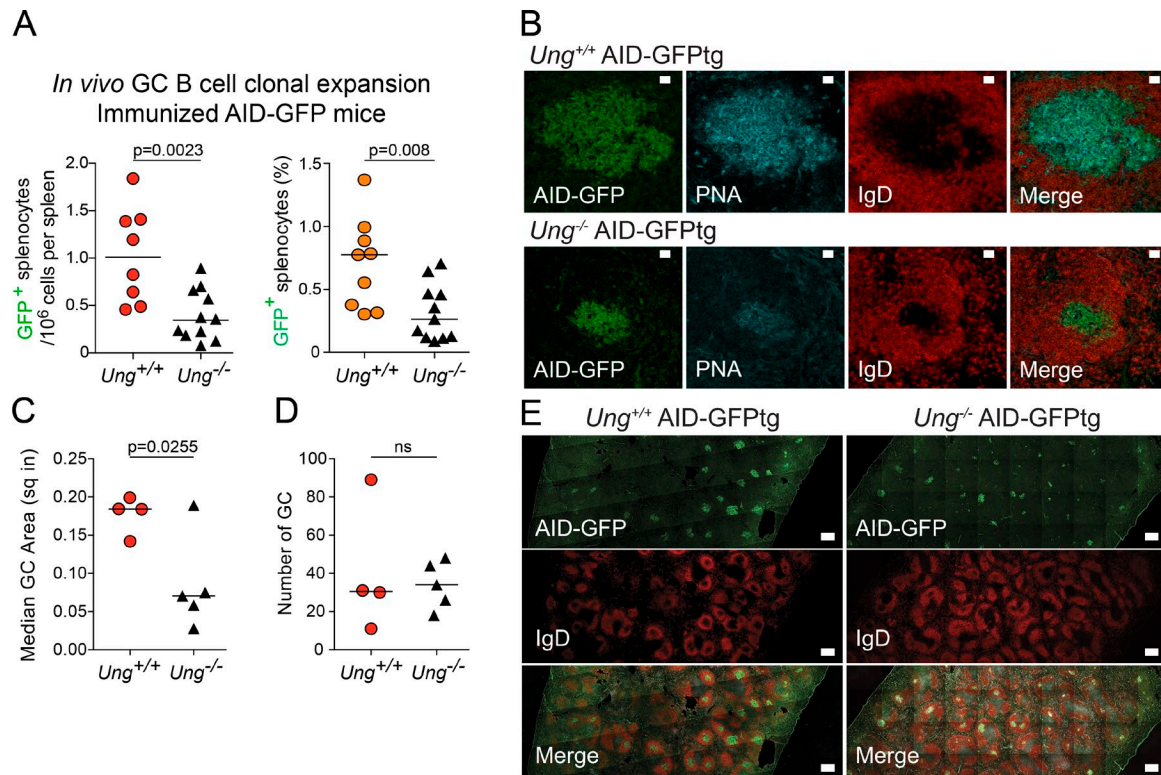 A
In vivo GC B cell clonal expansion
Immunized AID-GFP mice
p=0.0023
GFP+ splenocytes
/10^6 cells per spleen
2.0
1.5
1.0
0.5
0
Ung+/+ Ung-/-
p=0.008
GFP+ splenocytes (%)
1.5
1.0
0.5
0
Ung+/+ Ung-/-
B
Ung+/+ AID-GFPtg
AID-GFP PNA IgD Merge
Ung-/- AID-GFPtg
AID-GFP PNA IgD Merge
C
p=0.0255
Median GC Area (sq in)
0.25
0.20
0.15
0.10
0.05
0.00
Ung+/+ Ung-/-
D
ns
Number of GC
100
80
60
40
20
0
Ung+/+ Ung-/-
E
Ung+/+ AID-GFPtg Ung-/- AID-GFPtg
AID-GFP AID-GFP
IgD IgD
Merge Merge